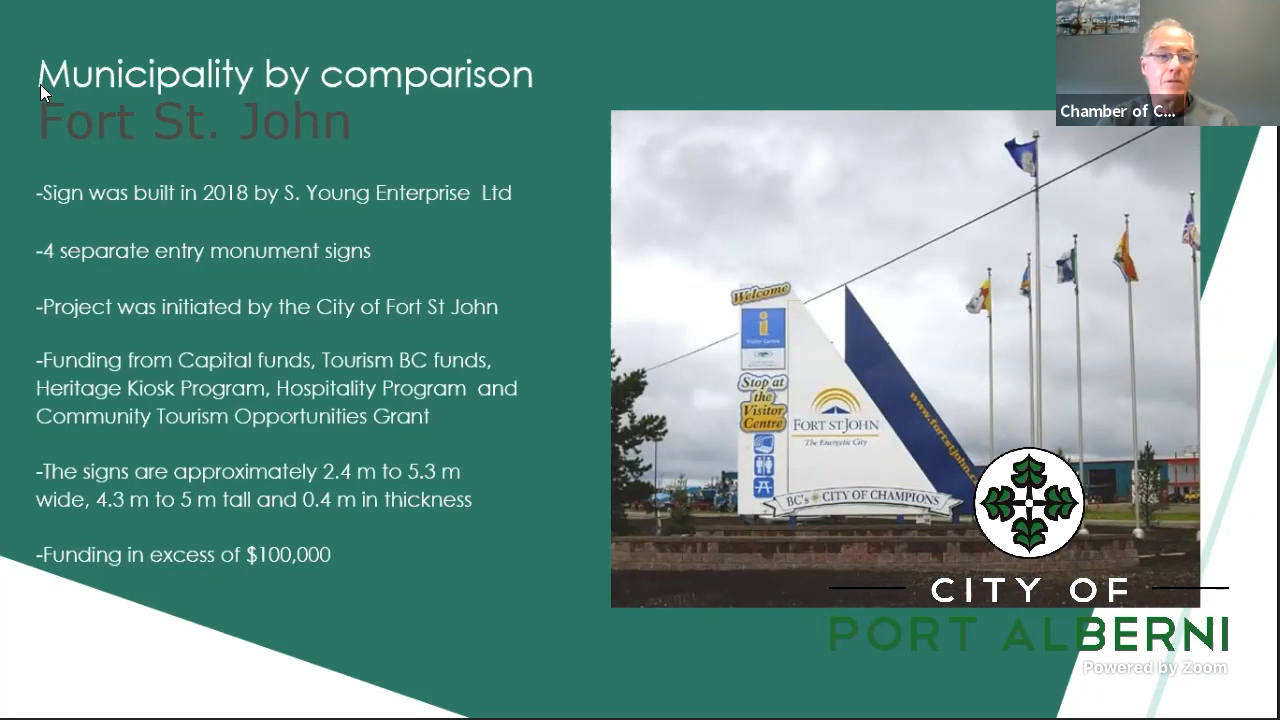 Municipality by comparison
Fort St. John
-Sign was built in 2018 by S. Young Enterprise Ltd
-4 separate entry monument signs
-Project was initiated by the City of Fort St John
-Funding from Capital funds, Tourism BC funds,
Heritage Kiosk Program, Hospitality Program and
Community Tourism Opportunities Grant
-The signs are approximately 2.4 m to 5.3 m
wide, 4.3 m to 5 m tall and 0.4 m in thickness
-Funding in excess of $100,000
Chamber of C...
Welcome
i
Visitor Centre
Stop at
the
Visitor
Centre
FORT ST. JOHN
The Energetic City
www.fortstjohn.c
BC's CITY OF CHAMPIONS
CITY OF
PORT ALBERNI
Powered by Zoom